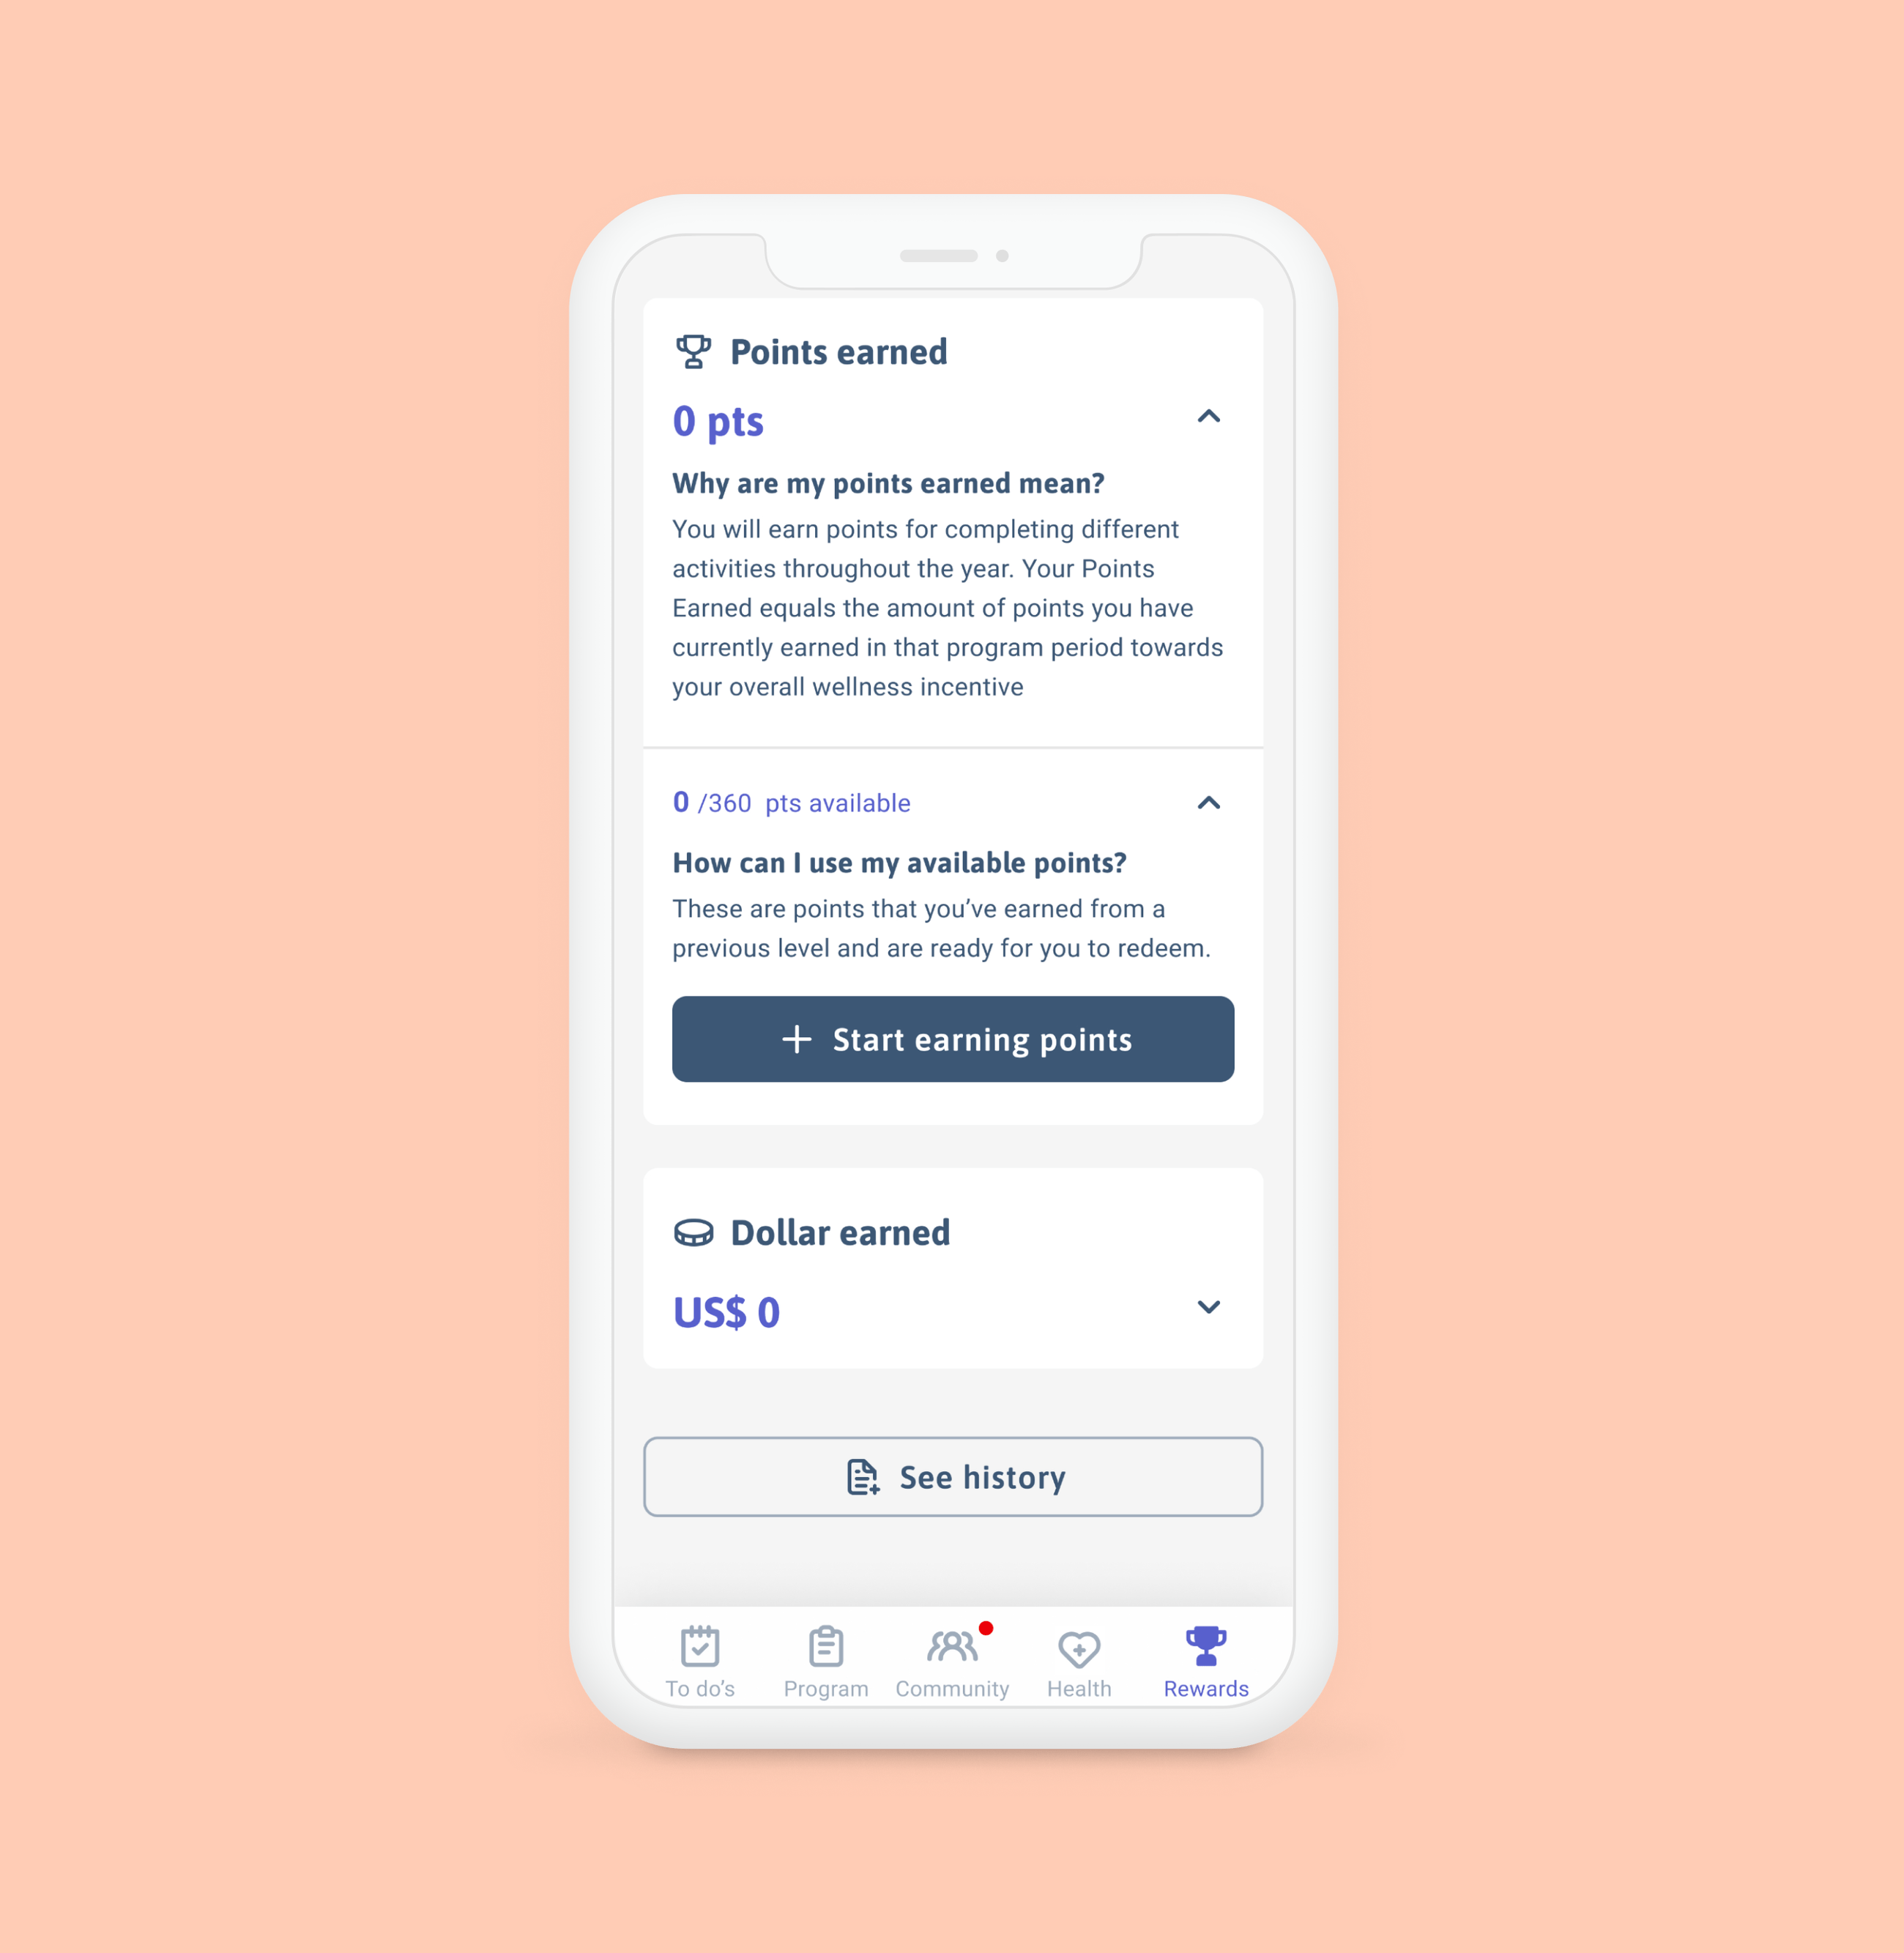 Points earned
0 pts
Why are my points earned mean?
You will earn points for completing different
activities throughout the year. Your Points
Earned equals the amount of points you have
currently earned in that program period towards
your overall wellness incentive
0 /360 pts available
How can I use my available points?
These are points that you’ve earned from a
previous level and are ready for you to redeem.
Start earning points
Dollar earned
US$ 0
See history
To do’s Program Community Health Rewards